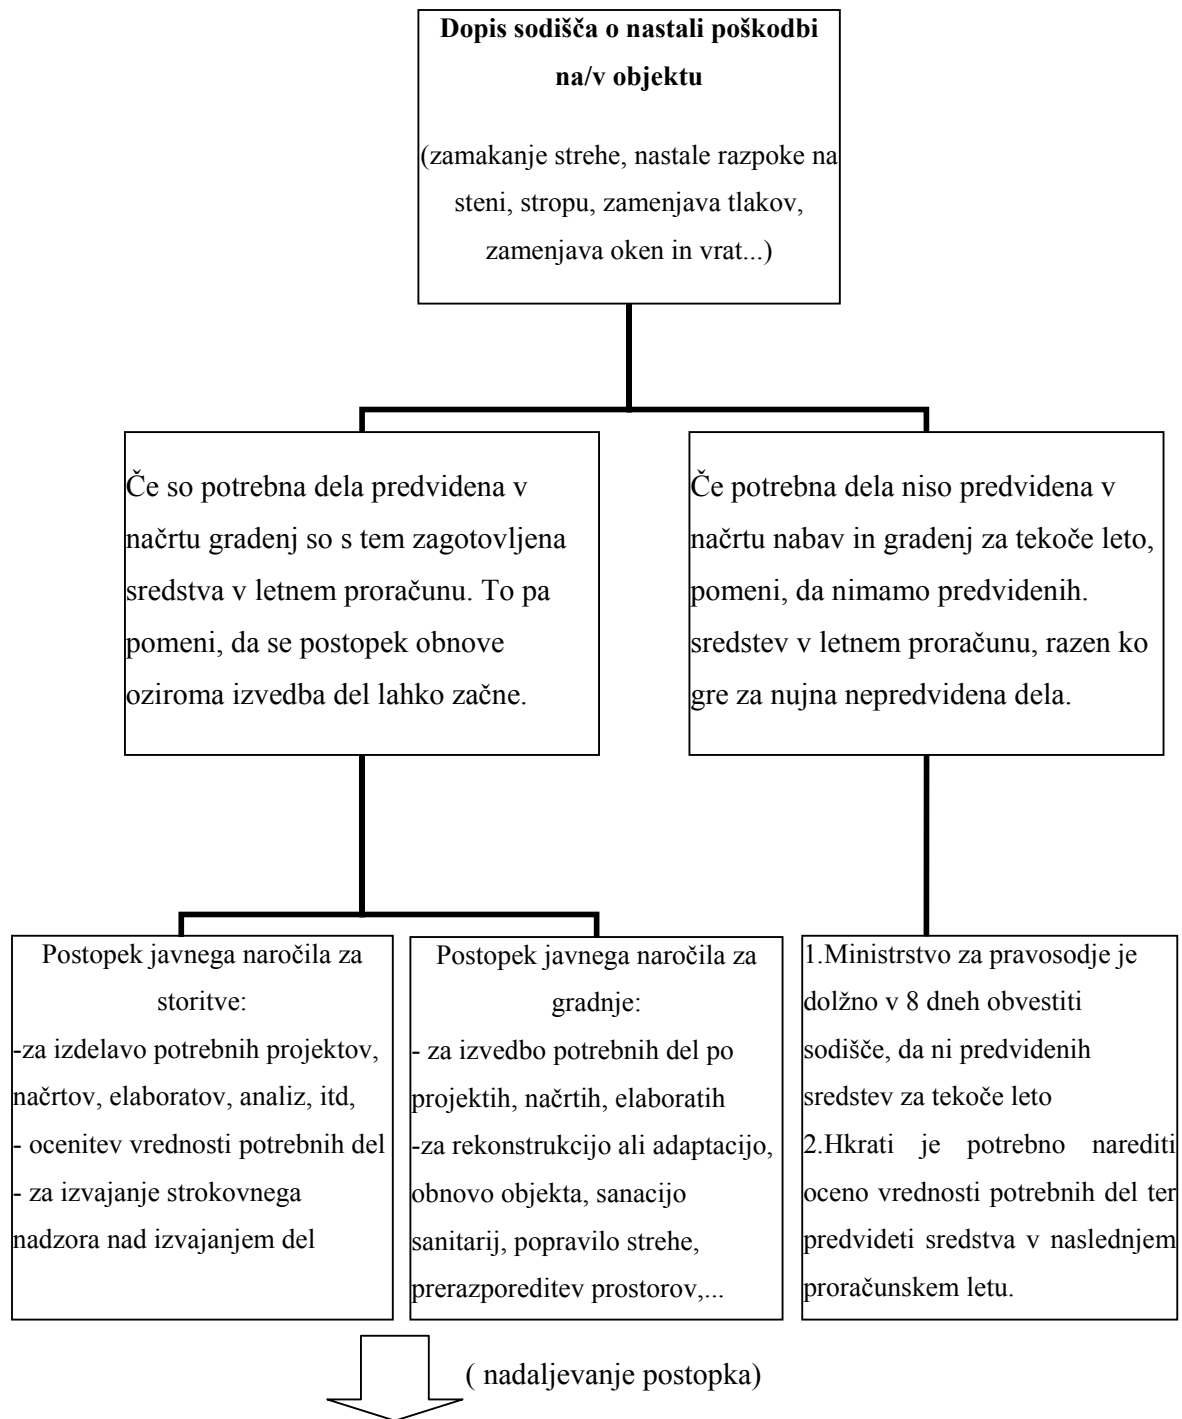 Dopis sodišča o nastali poškodbi
na/v objektu
(zamakanje strehe, nastale razpoke na
steni, stropu, zamenjava tlakov,
zamenjava oken in vrat...)
Če so potrebna dela predvidena v
načrtu gradenj so s tem zagotovljena
sredstva v letnem proračunu. To pa
pomeni, da se postopek obnove
oziroma izvedba del lahko začne.
Če potrebna dela niso predvidena v
načrtu nabav in gradenj za tekoče leto,
pomeni, da nimamo predvidenih.
sredstev v letnem proračunu, razen ko
gre za nujna nepredvidena dela.
Postopek javnega naročila za
storitve:
-za izdelavo potrebnih projektov,
načrtov, elaboratov, analiz, itd,
- ocenitev vrednosti potrebnih del
- za izvajanje strokovnega
nadzora nad izvajanjem del
Postopek javnega naročila za
gradnje:
- za izvedbo potrebnih del po
projektih, načrtih, elaboratih
-za rekonstrukcijo ali adaptacijo,
obnovo objekta, sanacijo
sanitarij, popravilo strehe,
prerazporeditev prostorov,...
1.Ministrstvo za pravosodje je
dolžno v 8 dneh obvestiti
sodišče, da ni predvidenih
sredstev za tekoče leto
2.Hkrati je potrebno narediti
oceno vrednosti potrebnih del ter
predvideti sredstva v naslednjem
proračunskem letu.
( nadaljevanje postopka)